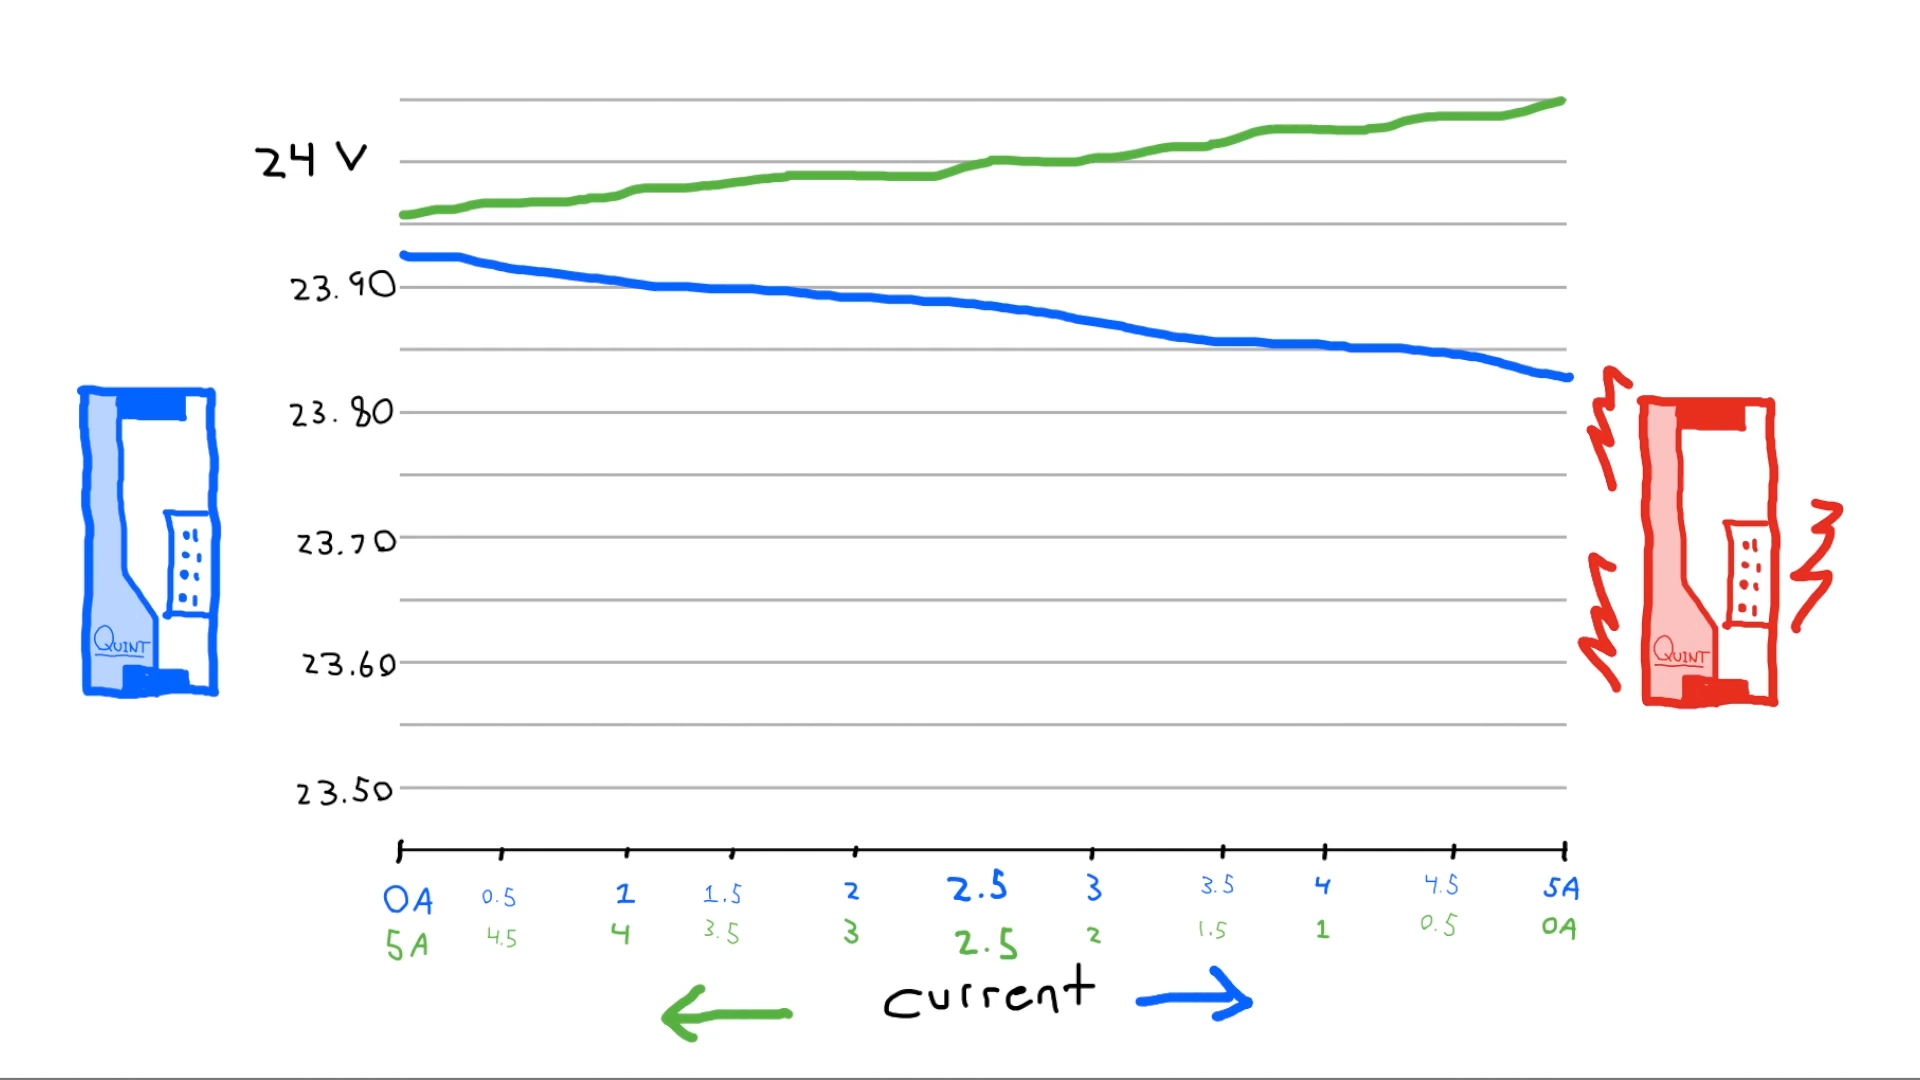 24 V
23.90
23.80
23.70
23.60
23.50
QUINT
QUINT
0A 0.5 1 1.5 2 2.5 3 3.5 4 4.5 5A
5A 4.5 4 3.5 3 2.5 2 1.5 1 0.5 0A
current